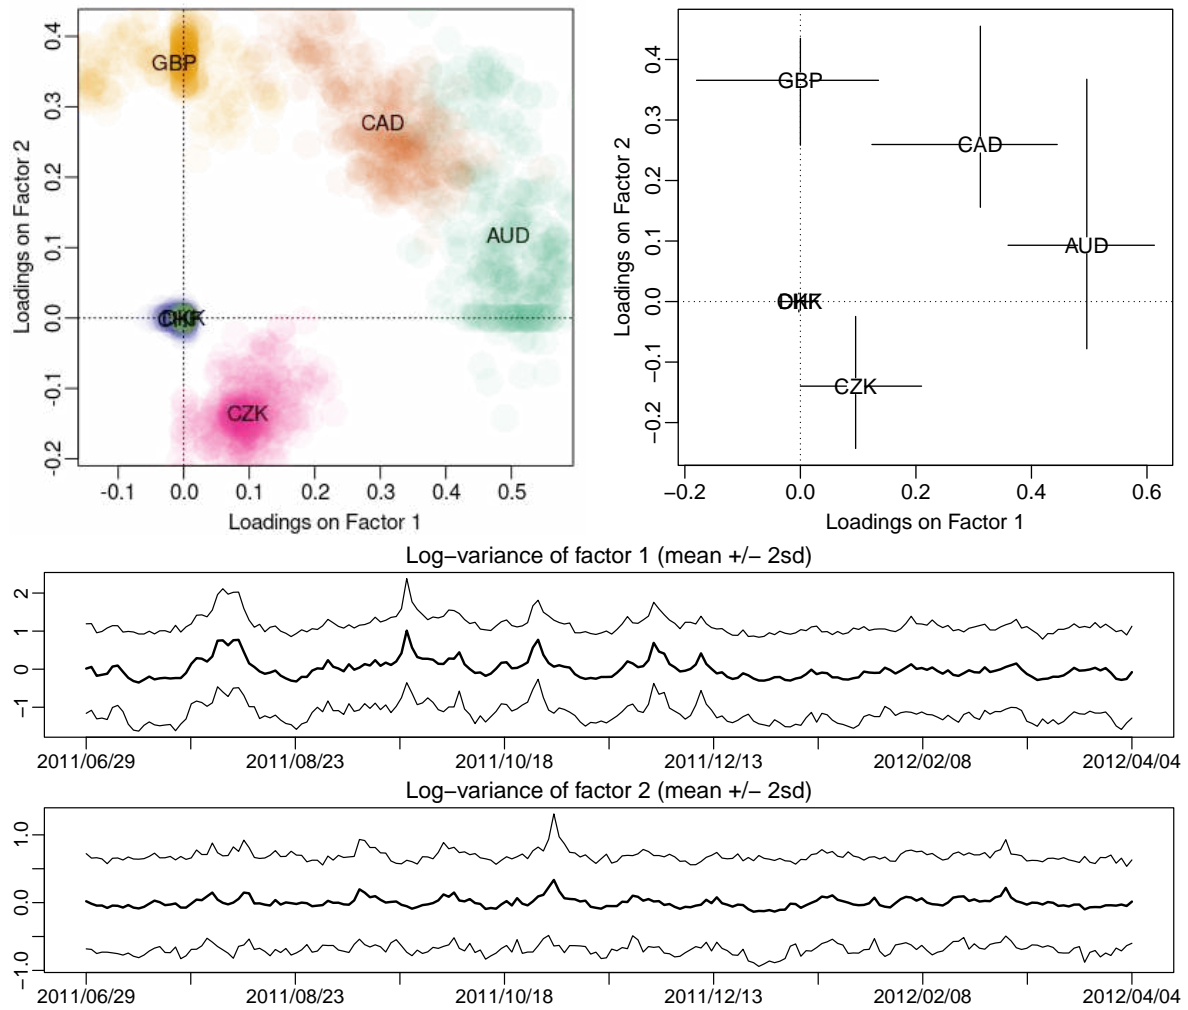 0.4
0.3
0.2
0.1
0.0
-0.1
-0.2
Loadings on Factor 2
GBP
CAD
AUD
CZK
-0.1 0.0 0.1 0.2 0.3 0.4 0.5
Loadings on Factor 1
0.4
0.3
0.2
0.1
0.0
−0.1
−0.2
Loadings on Factor 2
GBP
CAD
AUD
CZK
−0.2 0.0 0.2 0.4 0.6
Loadings on Factor 1
Log−variance of factor 1 (mean +/− 2sd)
2
1
0
−1
2011/06/29 2011/08/23 2011/10/18 2011/12/13 2012/02/08 2012/04/04
Log−variance of factor 2 (mean +/− 2sd)
1.0
0.0
−1.0
2011/06/29 2011/08/23 2011/10/18 2011/12/13 2012/02/08 2012/04/04